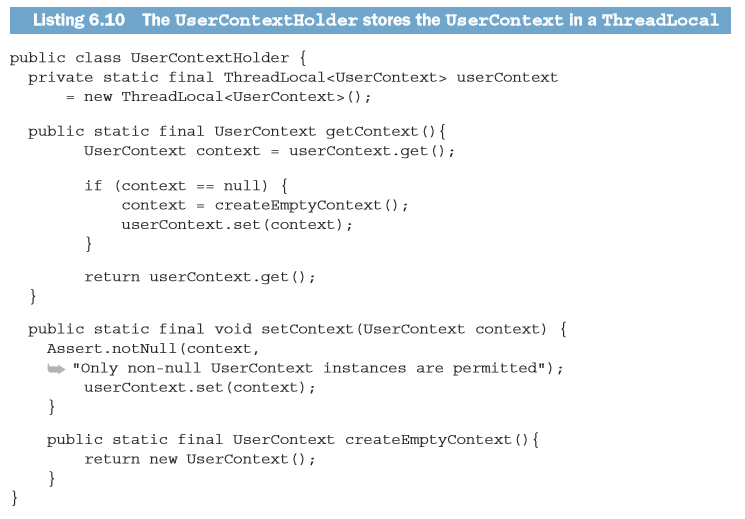 Listing 6.10 The UserContextHolder stores the UserContext in a ThreadLocal
public class UserContextHolder {
  private static final ThreadLocal<UserContext> userContext
      = new ThreadLocal<UserContext>();
  public static final UserContext getContext(){
        UserContext context = userContext.get();
        if (context == null) {
            context = createEmptyContext();
            userContext.set(context);
        }
        return userContext.get();
  }
  public static final void setContext(UserContext context) {
    Assert.notNull(context,
    ➥ "Only non-null UserContext instances are permitted");
        userContext.set(context);
    }
    public static final UserContext createEmptyContext(){
        return new UserContext();
    }
}